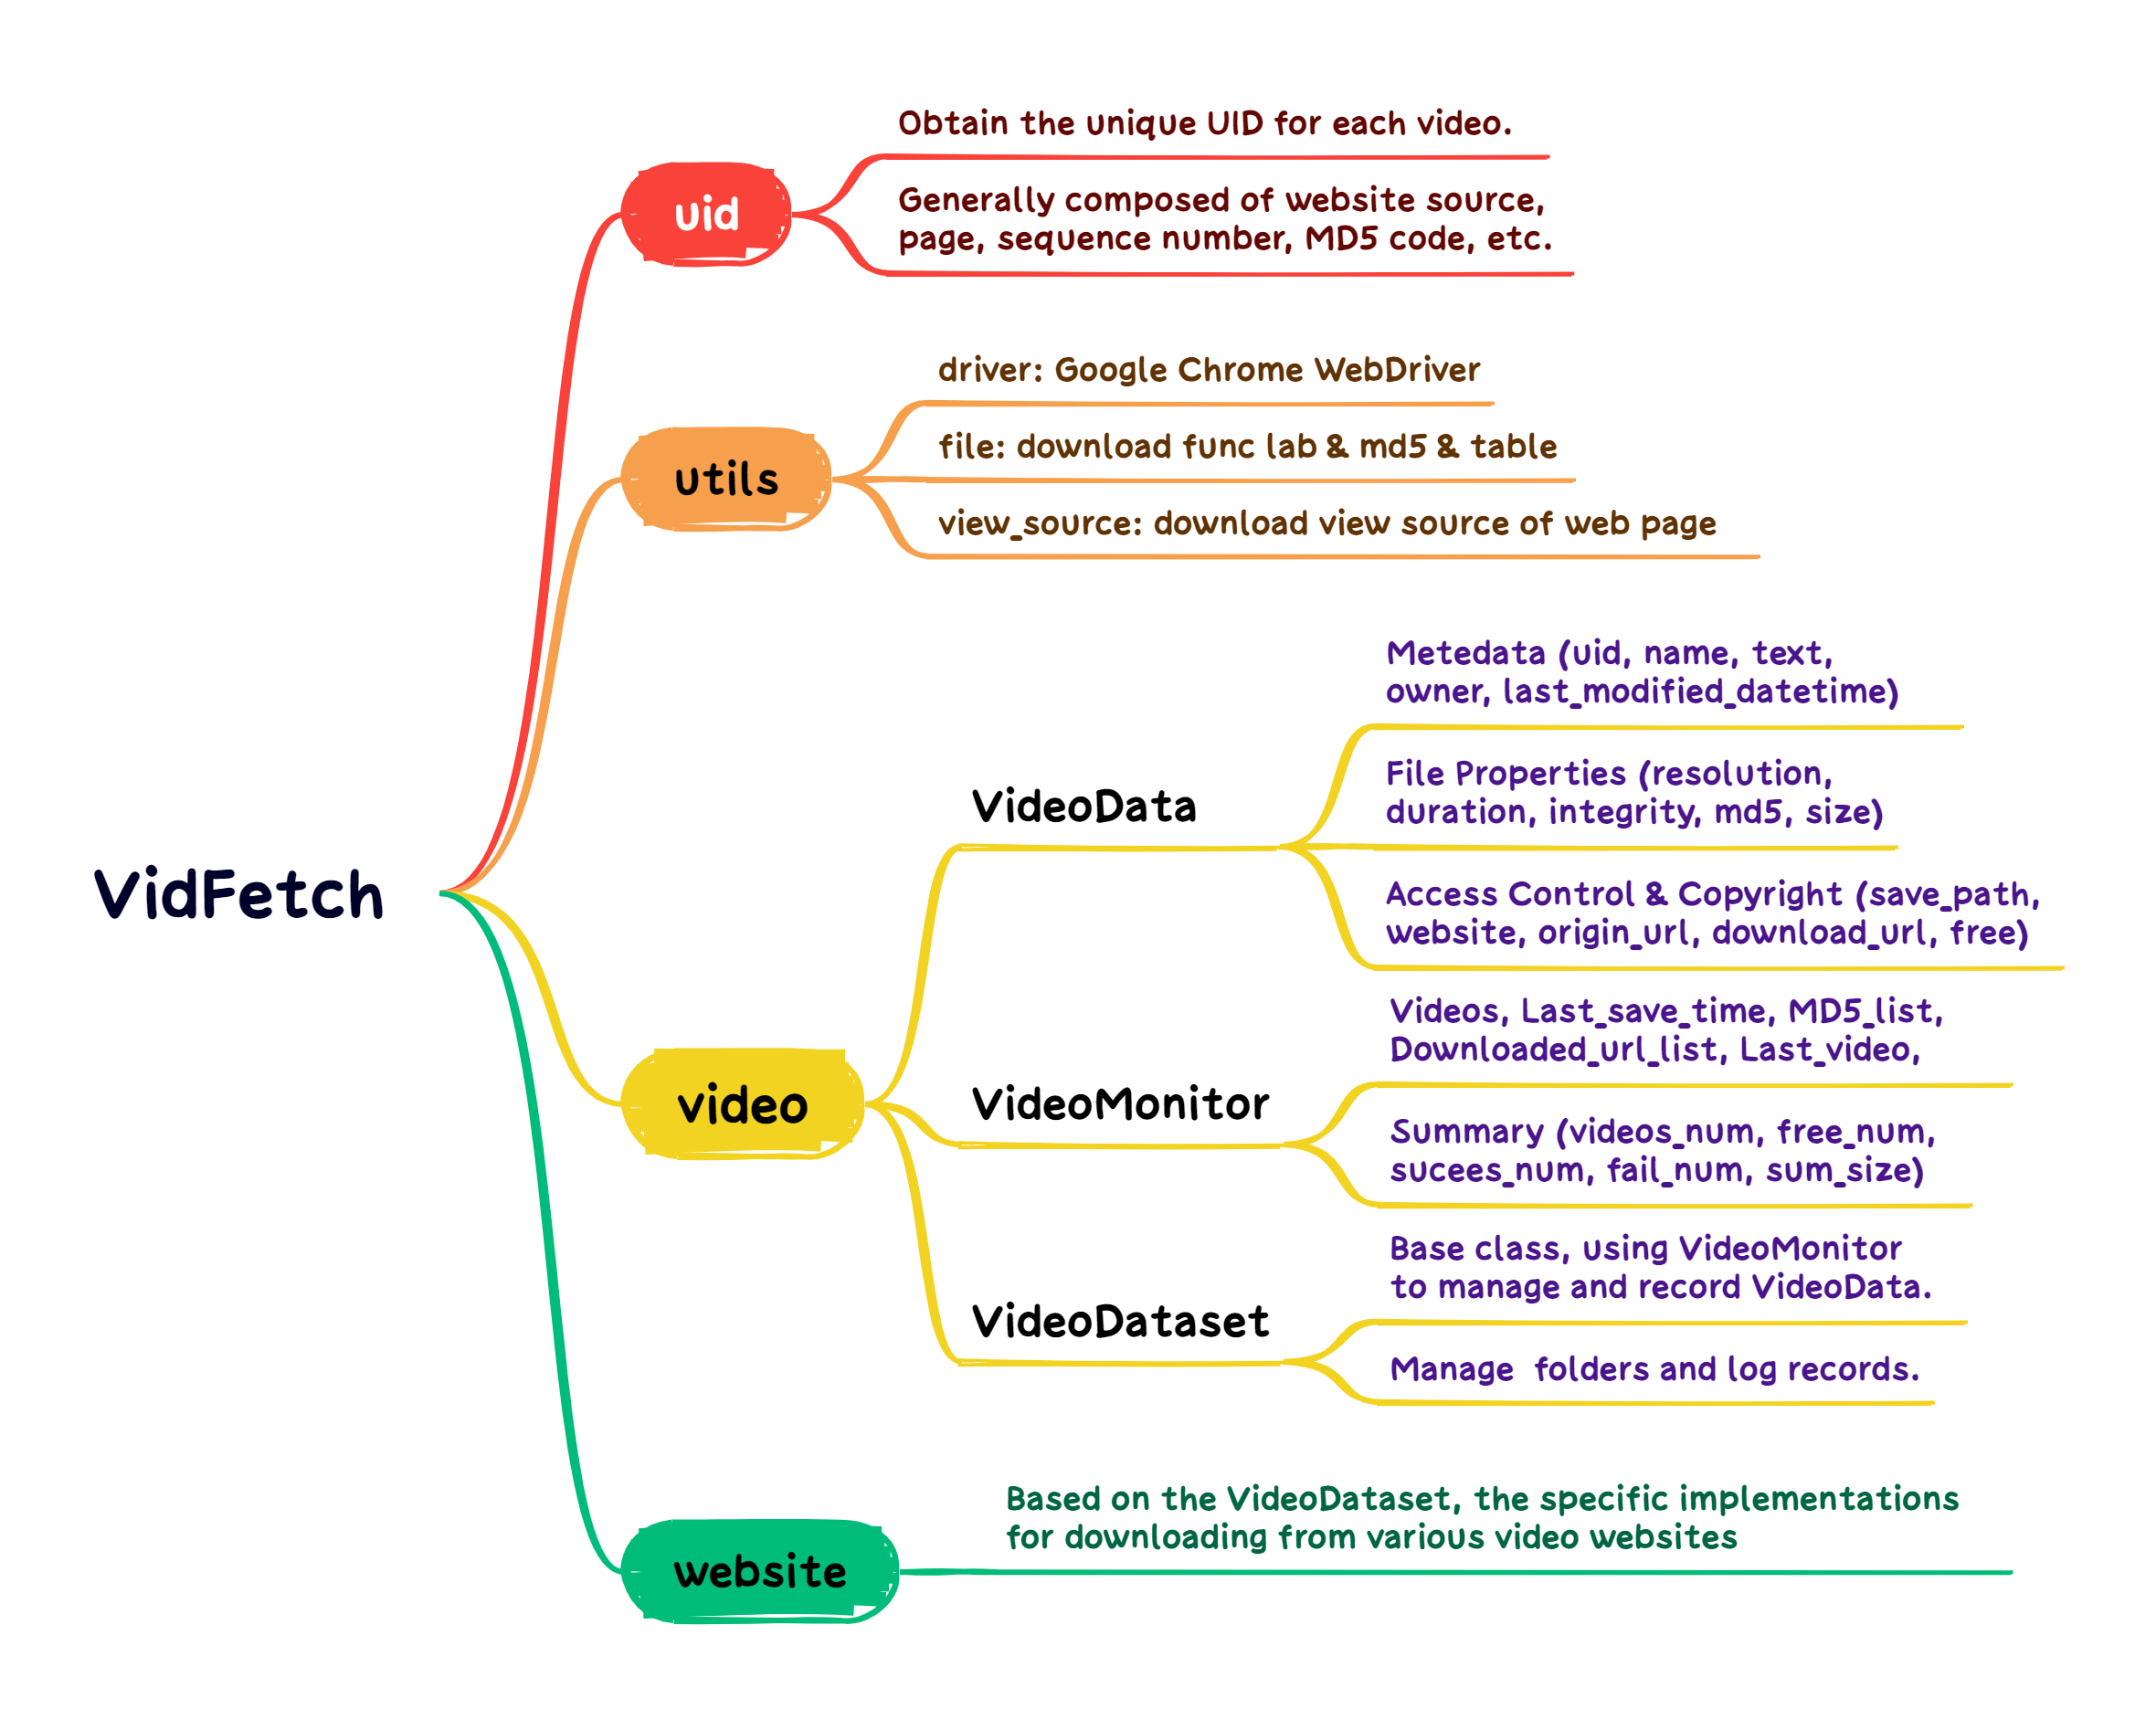 VidFetch
uid
Obtain the unique UID for each video.
Generally composed of website source,
page, sequence number, MD5 code, etc.
utils
driver: Google Chrome WebDriver
file: download func lab & md5 & table
view_source: download view source of web page
video
VideoData
Metedata (uid, name, text,
owner, last_modified_datetime)
File Properties (resolution,
duration, integrity, md5, size)
Access Control & Copyright (save_path,
website, origin_url, download_url, free)
VideoMonitor
Videos, Last_save_time, MD5_list,
Downloaded_url_list, Last_video,
Summary (videos_num, free_num,
sucees_num, fail_num, sum_size)
VideoDataset
Base class, using VideoMonitor
to manage and record VideoData.
Manage  folders and log records.
website
Based on the VideoDataset, the specific implementations
for downloading from various video websites